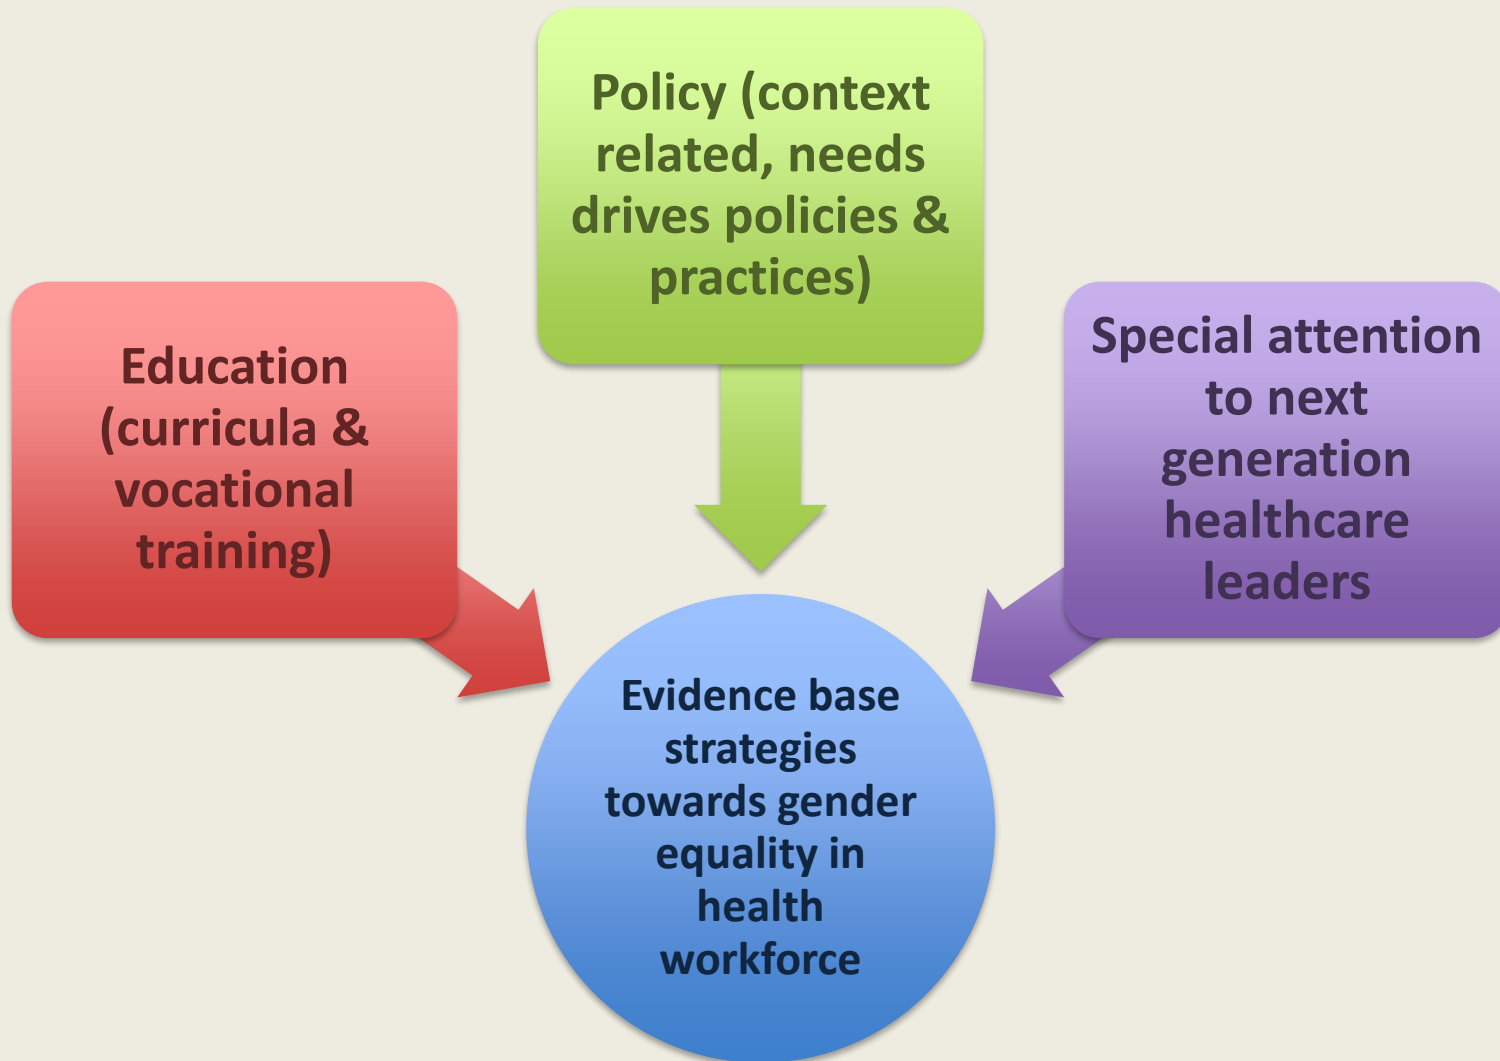 Policy (context
related, needs
drives policies &
practices)
Education
(curricula &
vocational
training)
Special attention
to next
generation
healthcare
leaders
Evidence base
strategies
towards gender
equality in
health
workforce